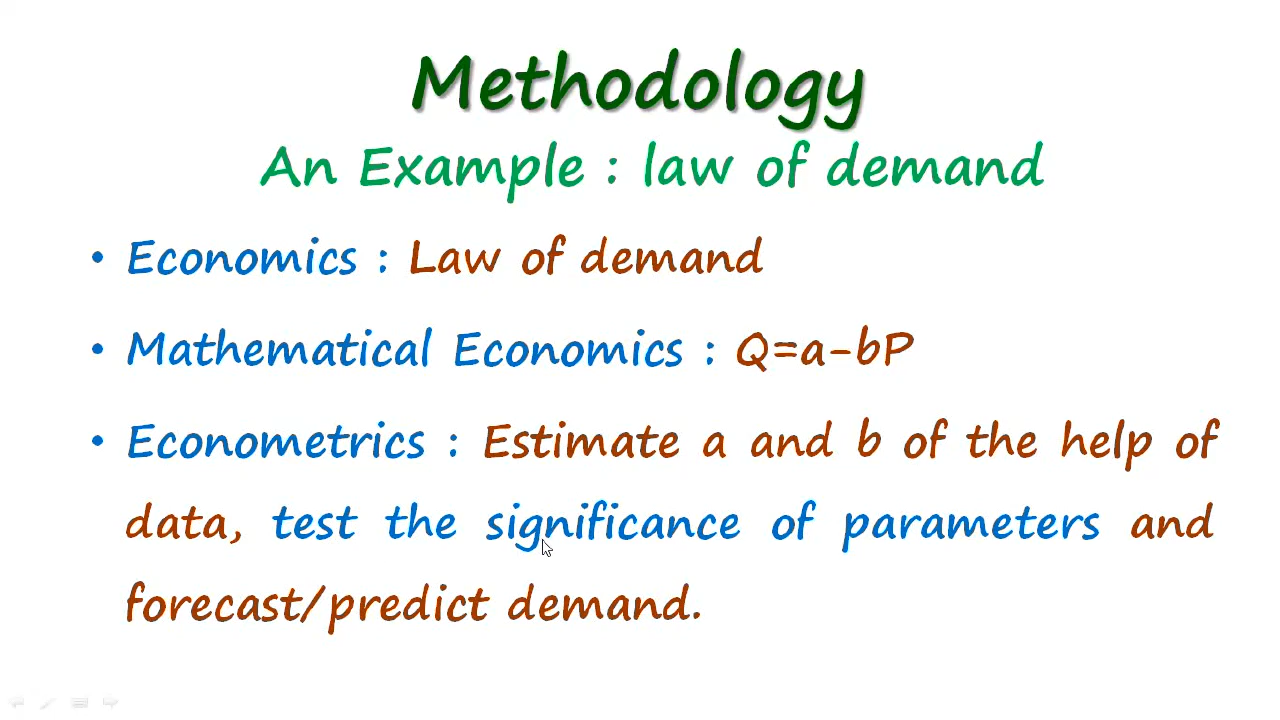 Methodology
An Example : law of demand
• Economics : Law of demand
• Mathematical Economics : Q=a-bP
• Econometrics : Estimate a and b of the help of
data, test the significance of parameters and
forecast/predict demand.